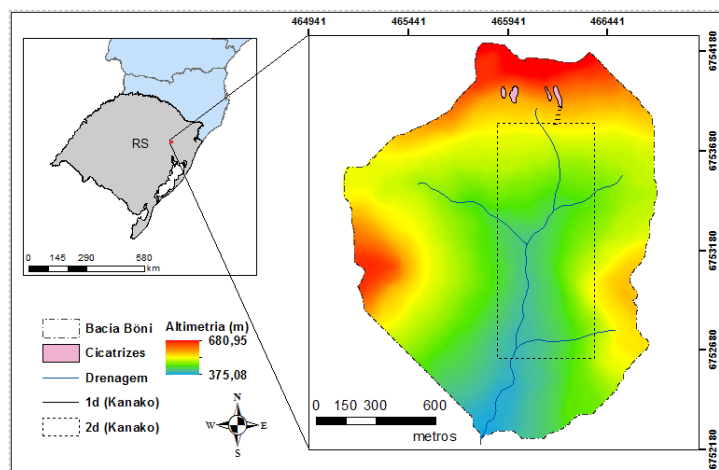 464941 465441 465941 466441
RS
0 145 290 580
km
Bacia Böni
Cicatrizes
Drenagem
1d (Kanako)
2d (Kanako)
Altimetria (m)
680,95
375,08
N
W E
S
0 150 300 600
metros
6754180
6753680
6753180
6752680
6752180